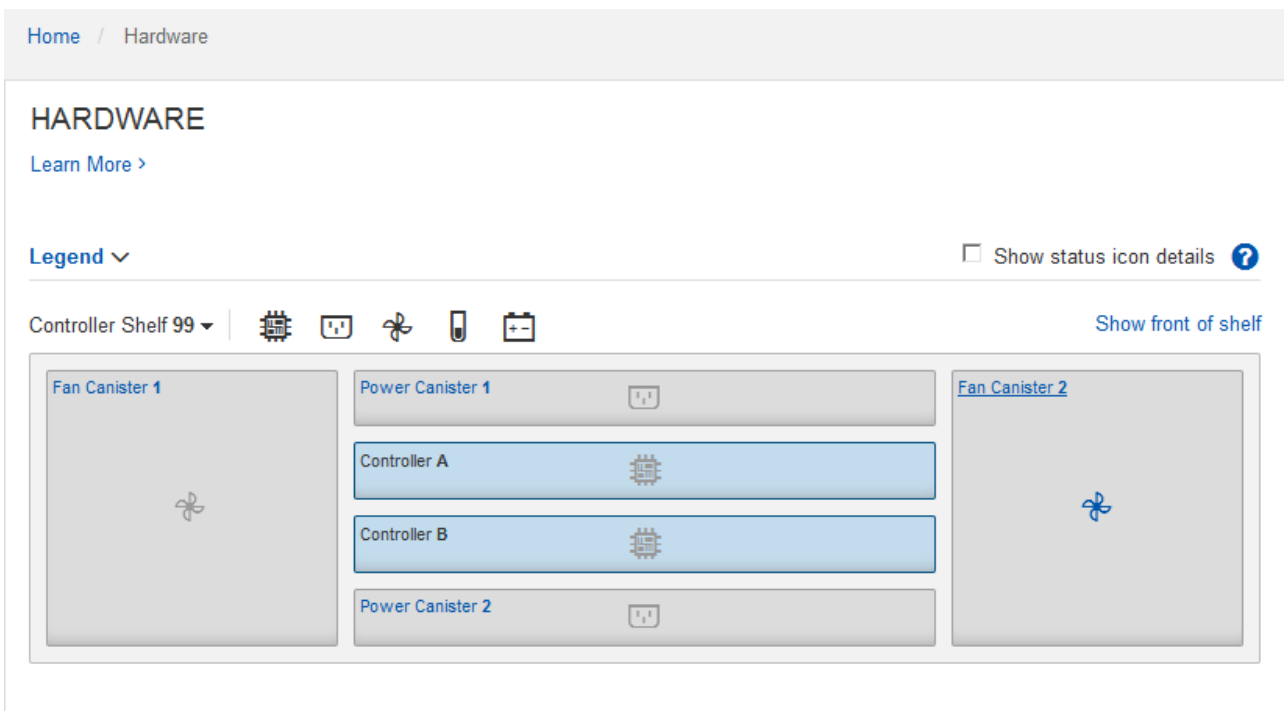 Home / Hardware
HARDWARE
Learn More >
Legend
Show status icon details ?
Controller Shelf 99
Show front of shelf
Fan Canister 1
Power Canister 1
Fan Canister 2
Controller A
Controller B
Power Canister 2